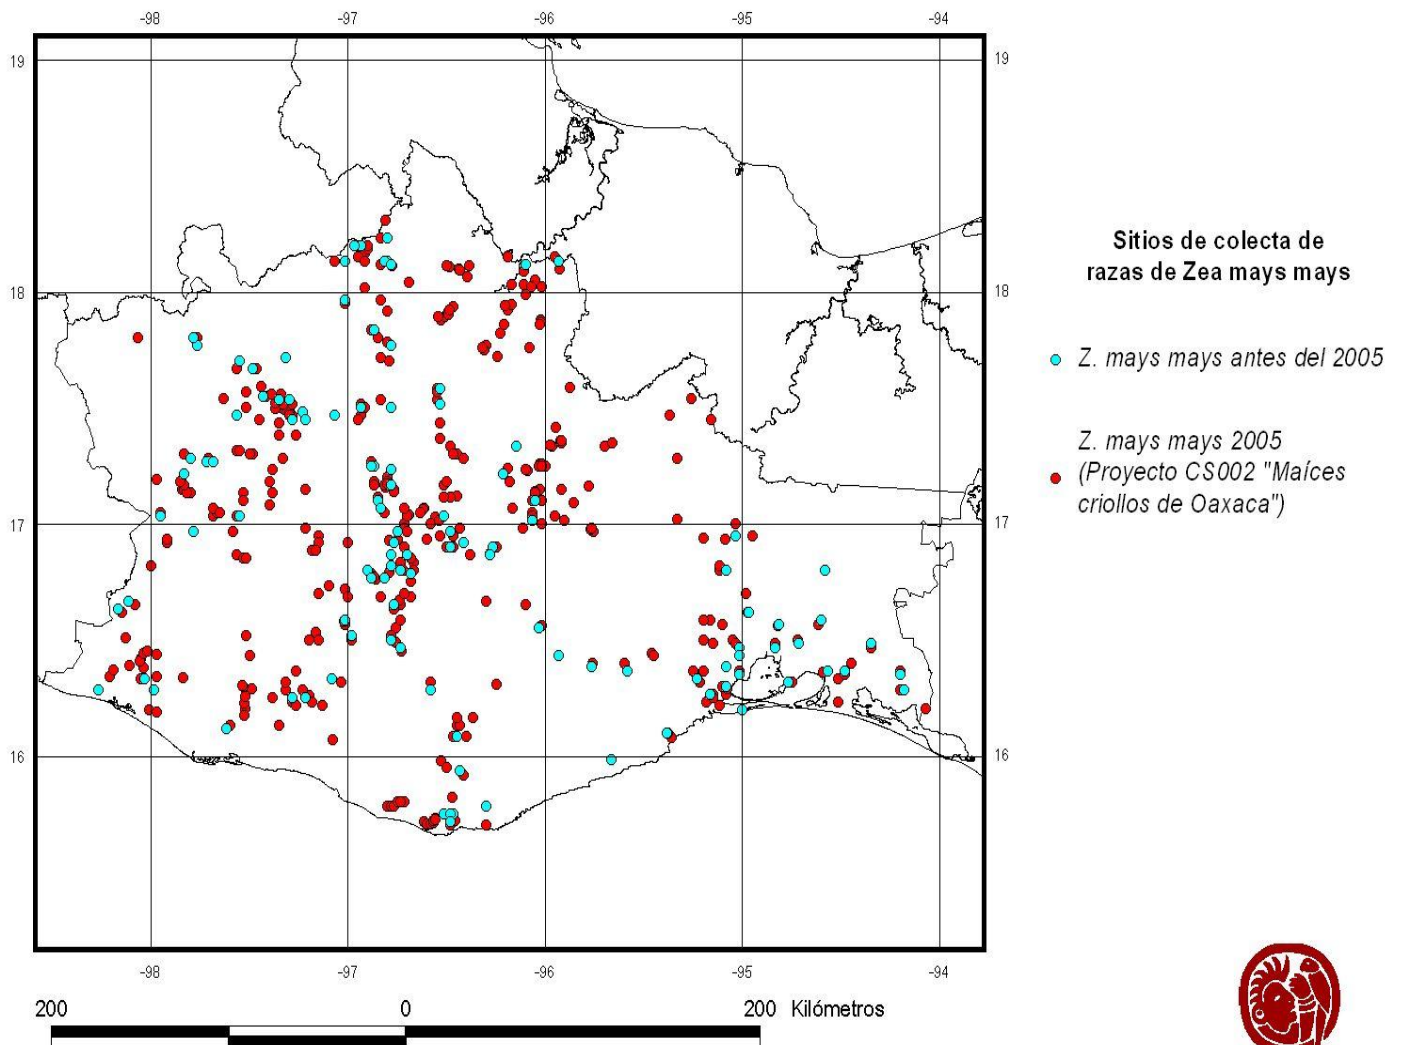 -98 -97 -96 -95 -94
19 19
Sitios de colecta de
razas de Zea mays mays
18 18
Z. mays mays antes del 2005
Z. mays mays 2005
(Proyecto CS002 "Maíces
criollos de Oaxaca")
17 17
16 16
-98 -97 -96 -95 -94
200 0 200 Kilómetros